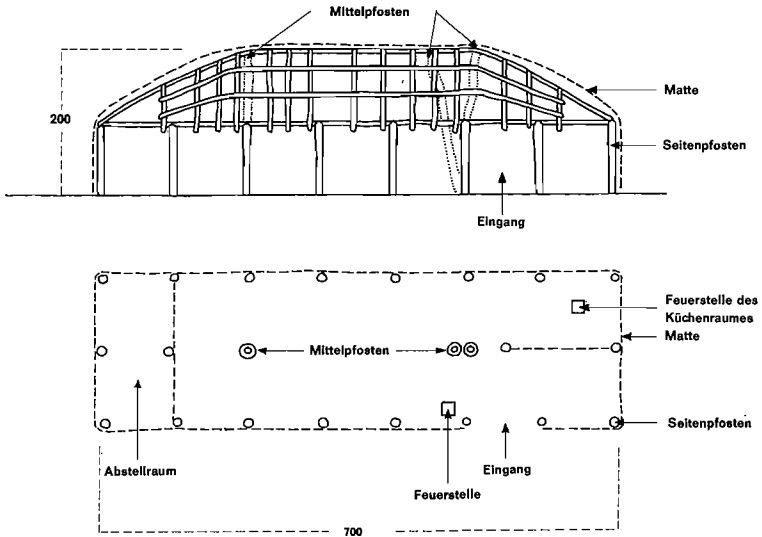 Mittelpfosten
Matte
200
Seitenpfosten
Eingang
Feuerstelle des
Küchenraumes
Matte
Mittelpfosten
Seitenpfosten
Abstellraum
Eingang
Feuerstelle
700